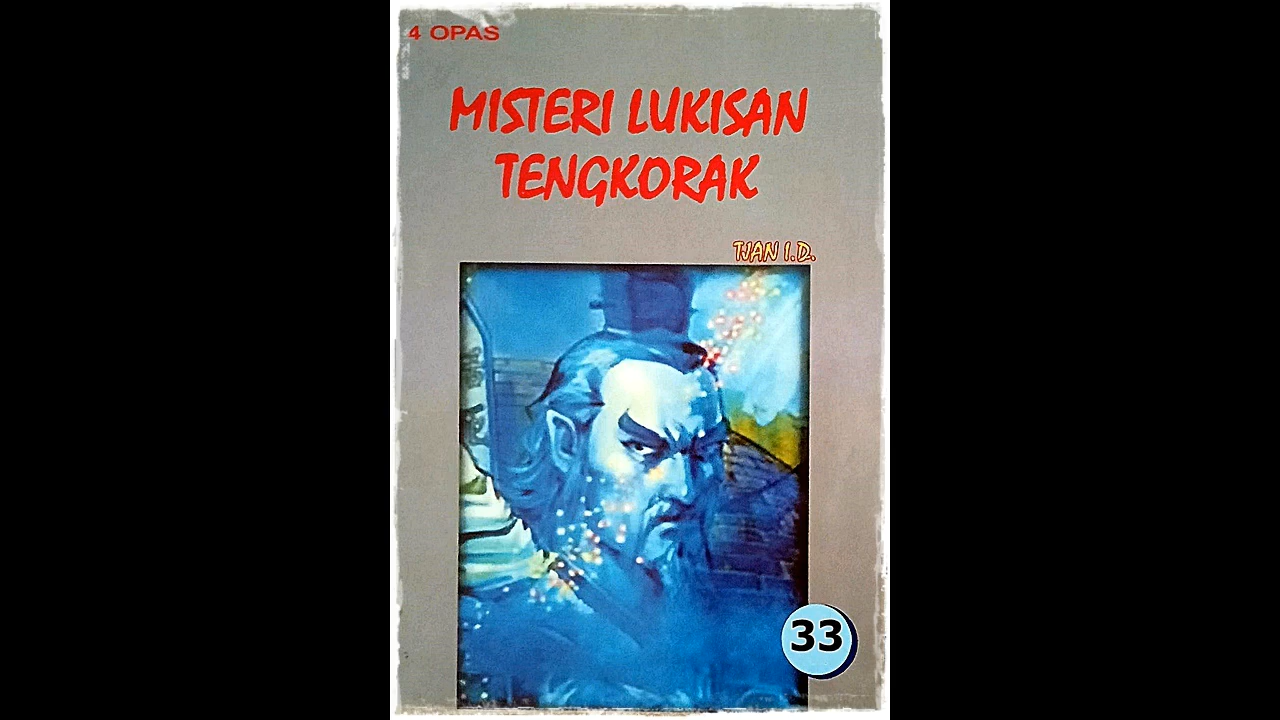 4 OPAS
MISTERI LUKISAN
TENGKORAK
TJAN I.D.
33